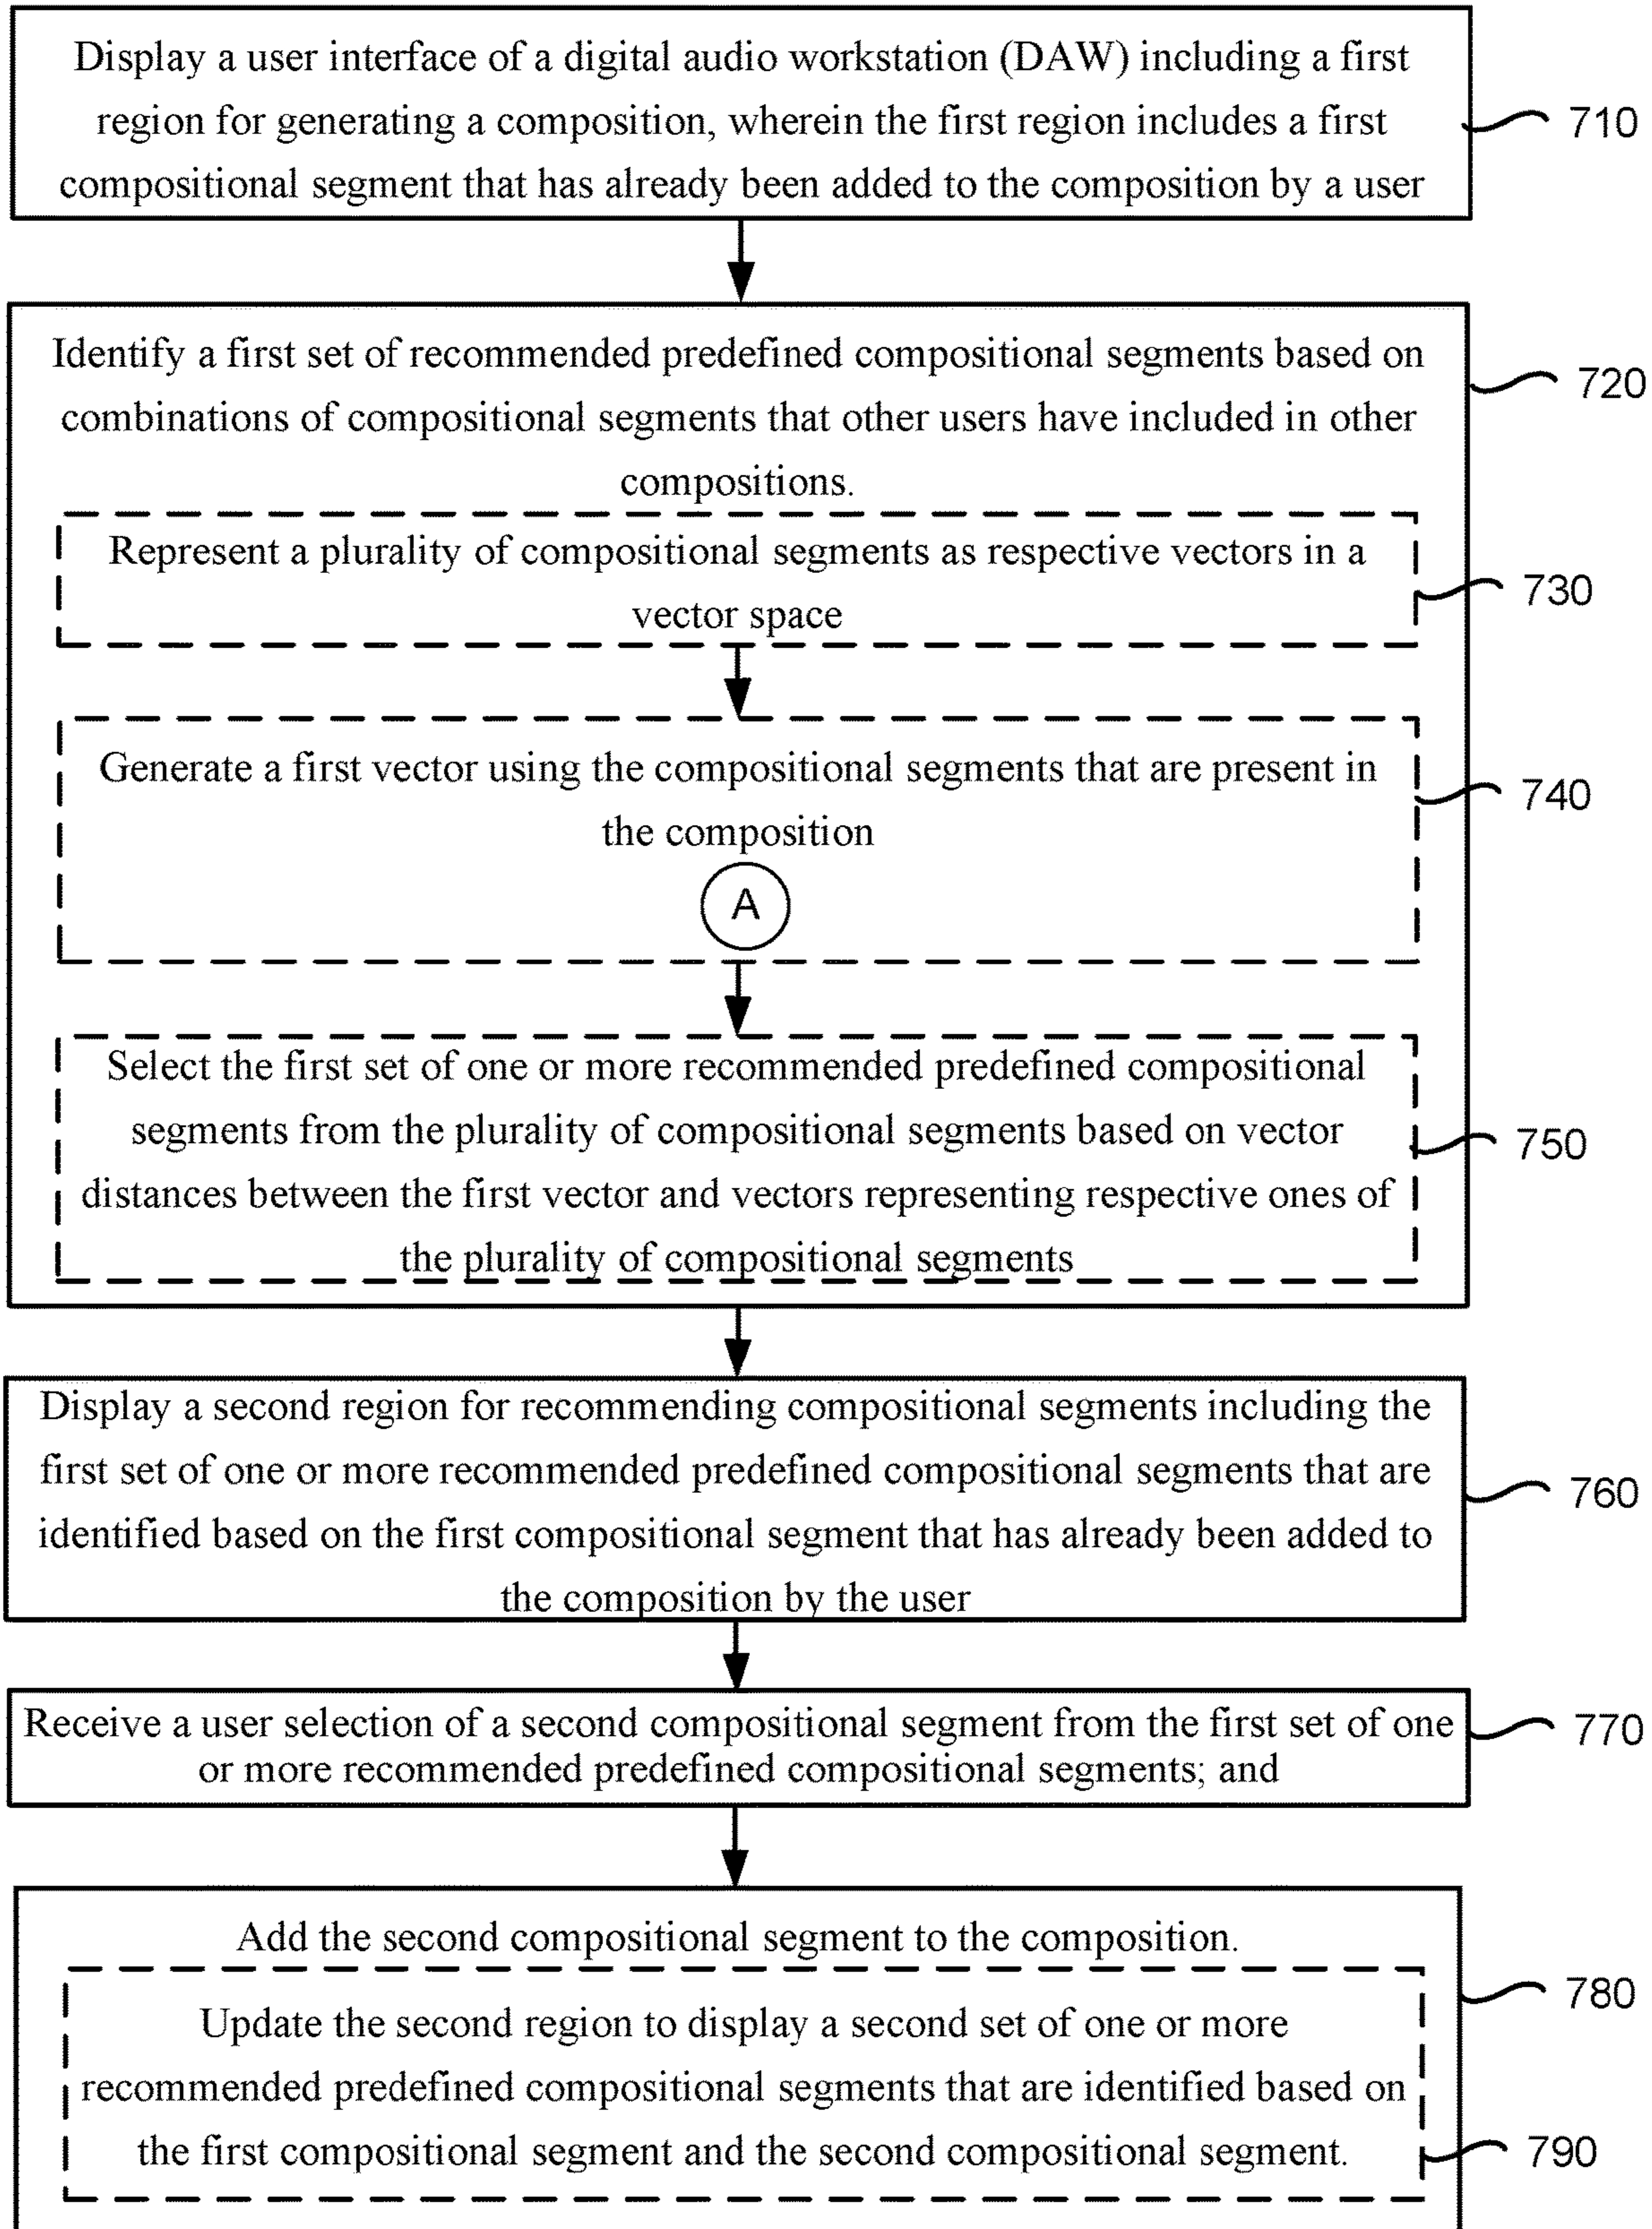 Display a user interface of a digital audio workstation (DAW) including a first
region for generating a composition, wherein the first region includes a first
compositional segment that has already been added to the composition by a user
710
Identify a first set of recommended predefined compositional segments based on
combinations of compositional segments that other users have included in other
compositions.
720
Represent a plurality of compositional segments as respective vectors in a
vector space
730
Generate a first vector using the compositional segments that are present in
the composition
740
A
Select the first set of one or more recommended predefined compositional
segments from the plurality of compositional segments based on vector
distances between the first vector and vectors representing respective ones of
the plurality of compositional segments
750
Display a second region for recommending compositional segments including the
first set of one or more recommended predefined compositional segments that are
identified based on the first compositional segment that has already been added to
the composition by the user
760
Receive a user selection of a second compositional segment from the first set of one
or more recommended predefined compositional segments; and
770
Add the second compositional segment to the composition.
780
Update the second region to display a second set of one or more
recommended predefined compositional segments that are identified based on
the first compositional segment and the second compositional segment.
790